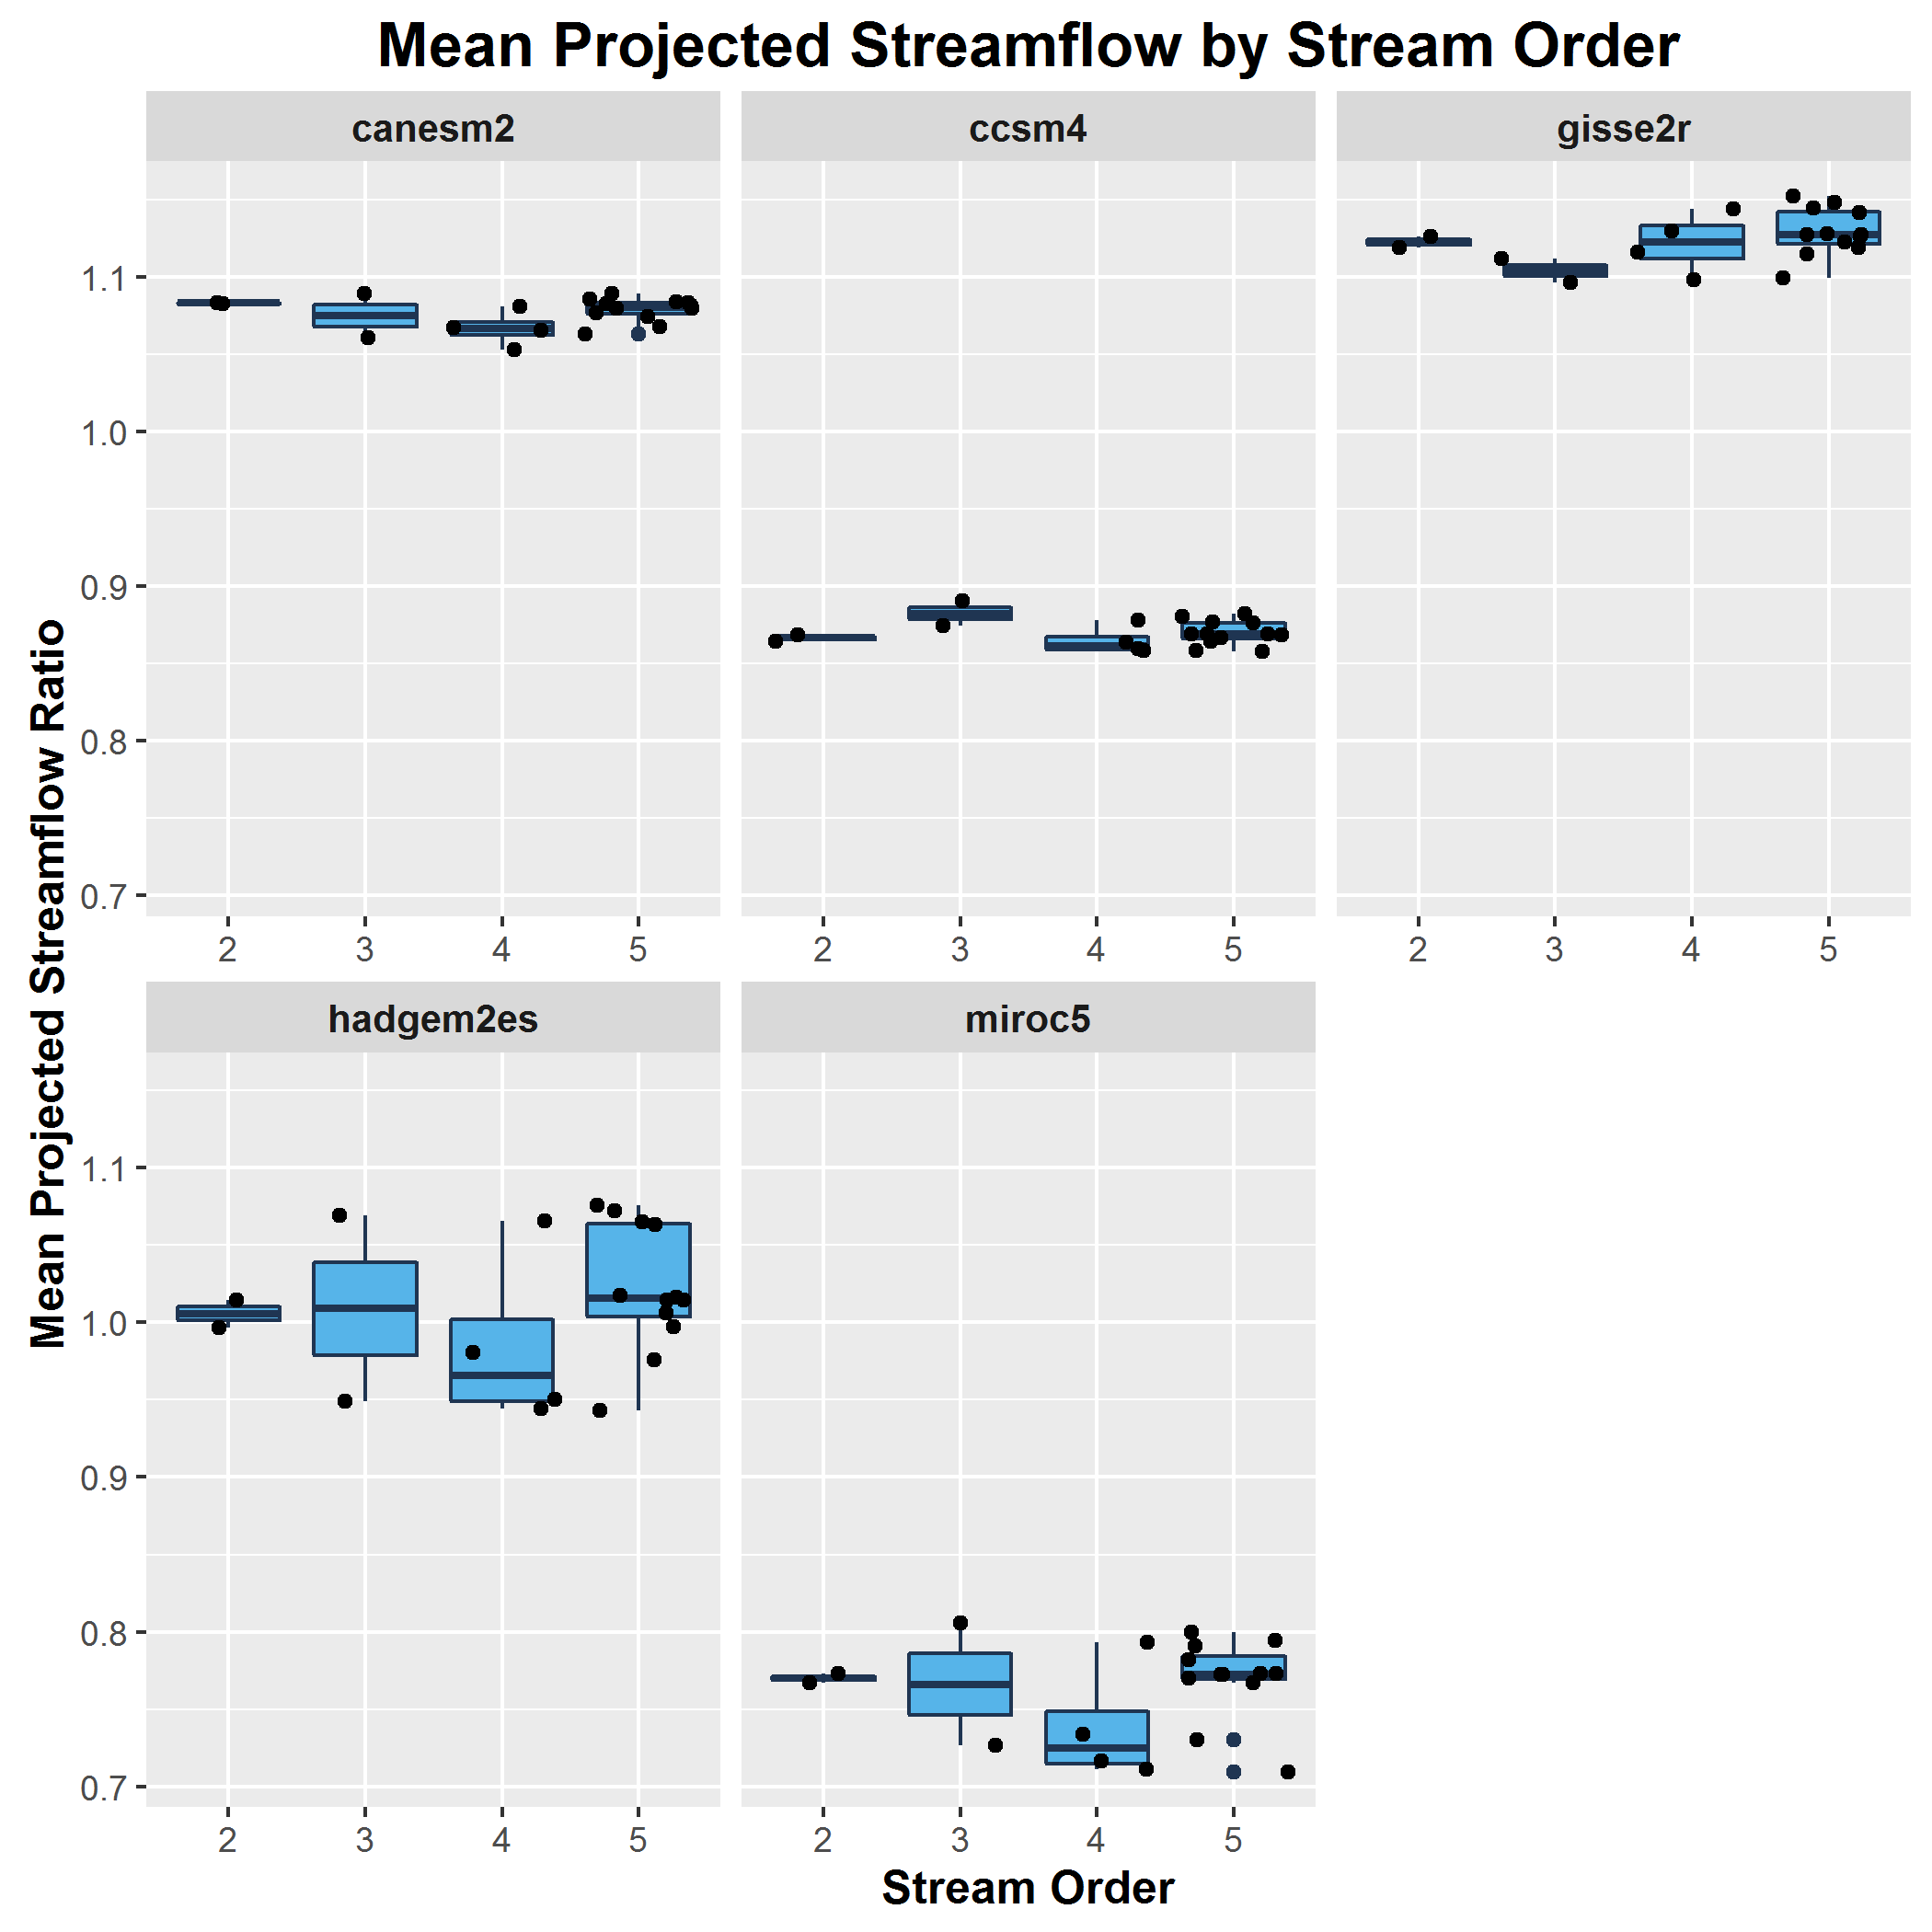 Mean Projected Streamflow by Stream Order
canesm2
ccsm4
gisse2r
1.1
1.0
0.9
0.8
0.7
2 3 4 5
2 3 4 5
2 3 4 5
Mean Projected Streamflow Ratio
hadgem2es
miroc5
1.1
1.0
0.9
0.8
0.7
2 3 4 5
2 3 4 5
Stream Order